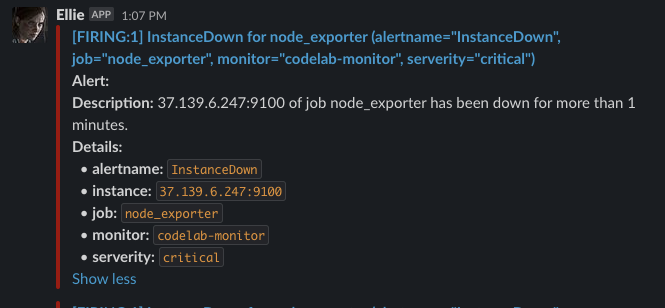 Ellie APP 1:07 PM
[FIRING:1] InstanceDown for node_exporter (alertname="InstanceDown",
job="node_exporter", monitor="codelab-monitor", serverity="critical")
Alert:
Description: 37.139.6.247:9100 of job node_exporter has been down for more than 1
minutes.
Details:
• alertname: InstanceDown
• instance: 37.139.6.247:9100
• job: node_exporter
• monitor: codelab-monitor
• serverity: critical
Show less